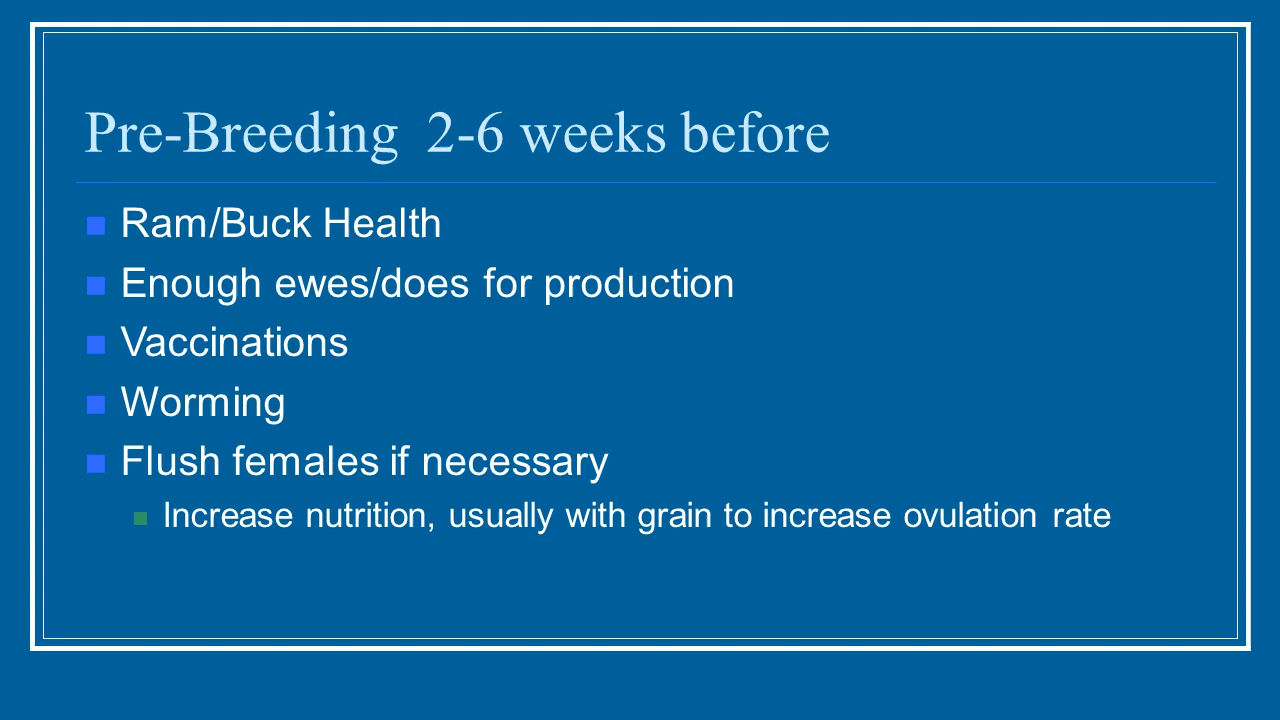 Pre-Breeding  2-6 weeks before
Ram/Buck Health
Enough ewes/does for production
Vaccinations
Worming
Flush females if necessary
Increase nutrition, usually with grain to increase ovulation rate